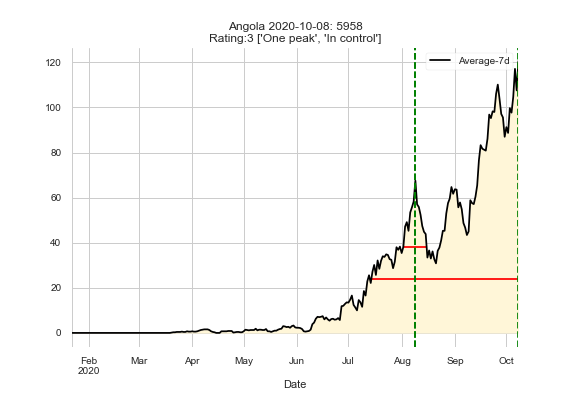 Angola 2020-10-08: 5958
Rating:3 ['One peak', 'In control']
Average-7d
120
100
80
60
40
20
0
Feb Mar Apr May Jun Jul Aug Sep Oct
2020
Date